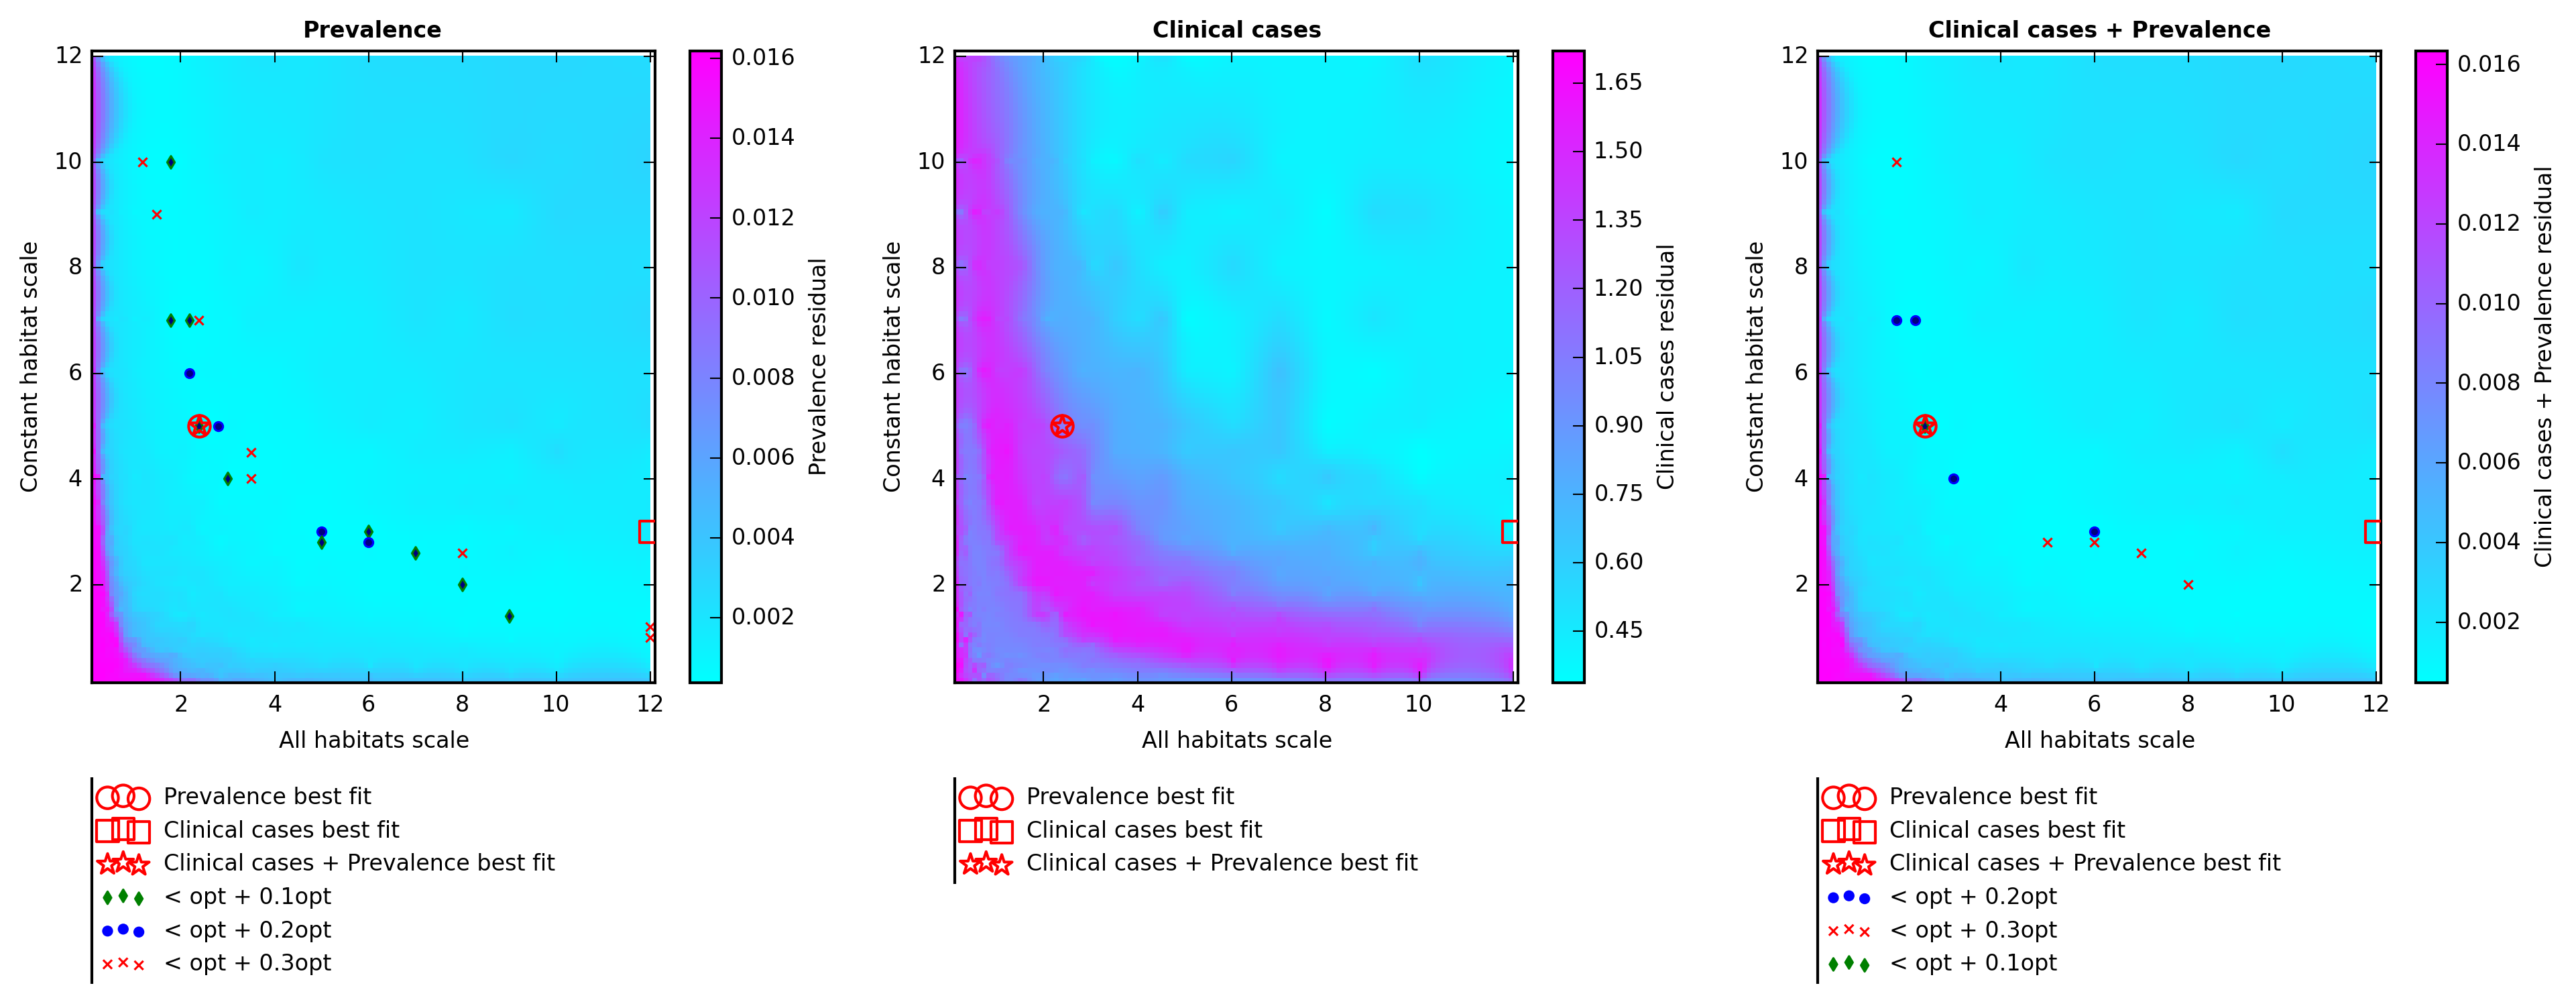 Prevalence
12
10
8
6
4
2
2 4 6 8 10 12
Constant habitat scale
All habitats scale
0.016
0.014
0.012
0.010
0.008
0.006
0.004
0.002
Prevalence residual
Prevalence best fit
Clinical cases best fit
Clinical cases + Prevalence best fit
< opt + 0.1opt
< opt + 0.2opt
< opt + 0.3opt
Clinical cases
12
10
8
6
4
2
2 4 6 8 10 12
Constant habitat scale
All habitats scale
1.65
1.50
1.35
1.20
1.05
0.90
0.75
0.60
0.45
Clinical cases residual
Prevalence best fit
Clinical cases best fit
Clinical cases + Prevalence best fit
Clinical cases + Prevalence
12
10
8
6
4
2
2 4 6 8 10 12
Constant habitat scale
All habitats scale
0.016
0.014
0.012
0.010
0.008
0.006
0.004
0.002
Clinical cases + Prevalence residual
Prevalence best fit
Clinical cases best fit
Clinical cases + Prevalence best fit
< opt + 0.2opt
< opt + 0.3opt
< opt + 0.1opt